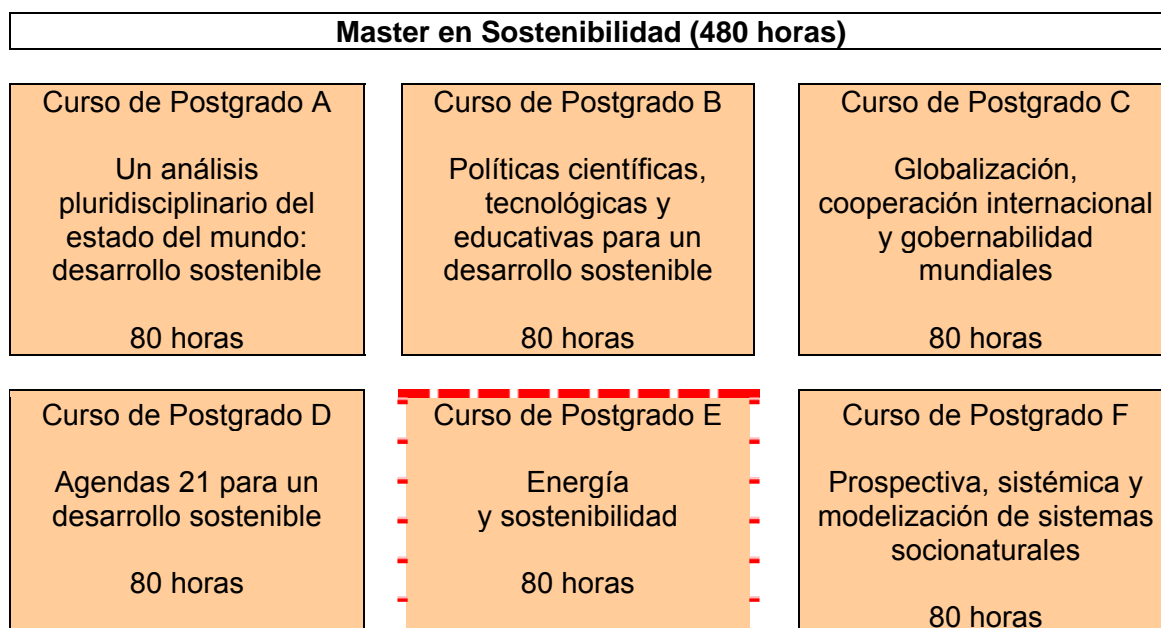 Master en Sostenibilidad (480 horas)
Curso de Postgrado A
Un análisis
pluridisciplinario del
estado del mundo:
desarrollo sostenible
80 horas
Curso de Postgrado B
Políticas científicas,
tecnológicas y
educativas para un
desarrollo sostenible
80 horas
Curso de Postgrado C
Globalización,
cooperación internacional
y gobernabilidad
mundiales
80 horas
Curso de Postgrado D
Agendas 21 para un
desarrollo sostenible
80 horas
Curso de Postgrado E
Energía
y sostenibilidad
80 horas
Curso de Postgrado F
Prospectiva, sistémica y
modelización de sistemas
socionaturales
80 horas